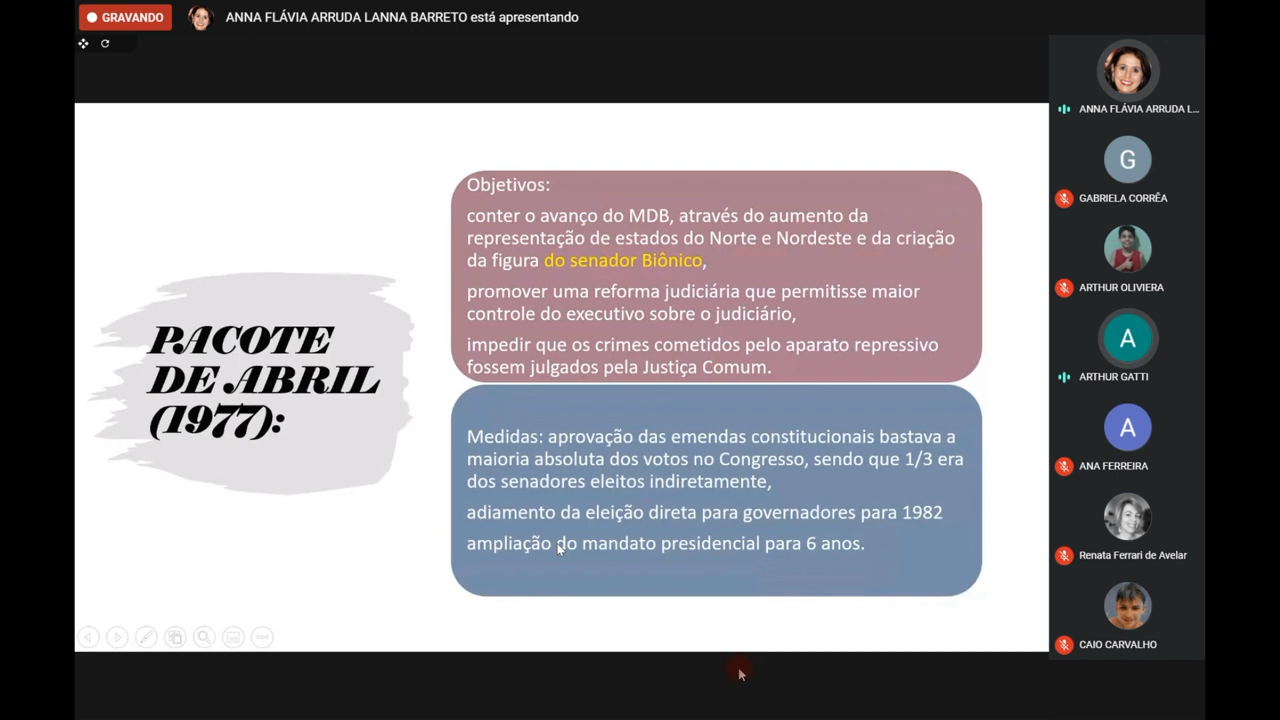 GRAVANDO
ANNA FLÁVIA ARRUDA LANNA BARRETO está apresentando
PACOTE
DE ABRIL
(1977):
Objetivos:
conter o avanço do MDB, através do aumento da
representação de estados do Norte e Nordeste e da criação
da figura do senador Biônico,
promover uma reforma judiciária que permitisse maior
controle do executivo sobre o judiciário,
impedir que os crimes cometidos pelo aparato repressivo
fossem julgados pela Justiça Comum.
Medidas: aprovação das emendas constitucionais bastava a
maioria absoluta dos votos no Congresso, sendo que 1/3 era
dos senadores eleitos indiretamente,
adiamento da eleição direta para governadores para 1982
ampliação do mandato presidencial para 6 anos.
ANNA FLÁVIA ARRUDA L...
G
GABRIELA CORRÊA
ARTHUR OLIVIERA
A
ARTHUR GATTI
A
ANA FERREIRA
Renata Ferrari de Avelar
CAIO CARVALHO